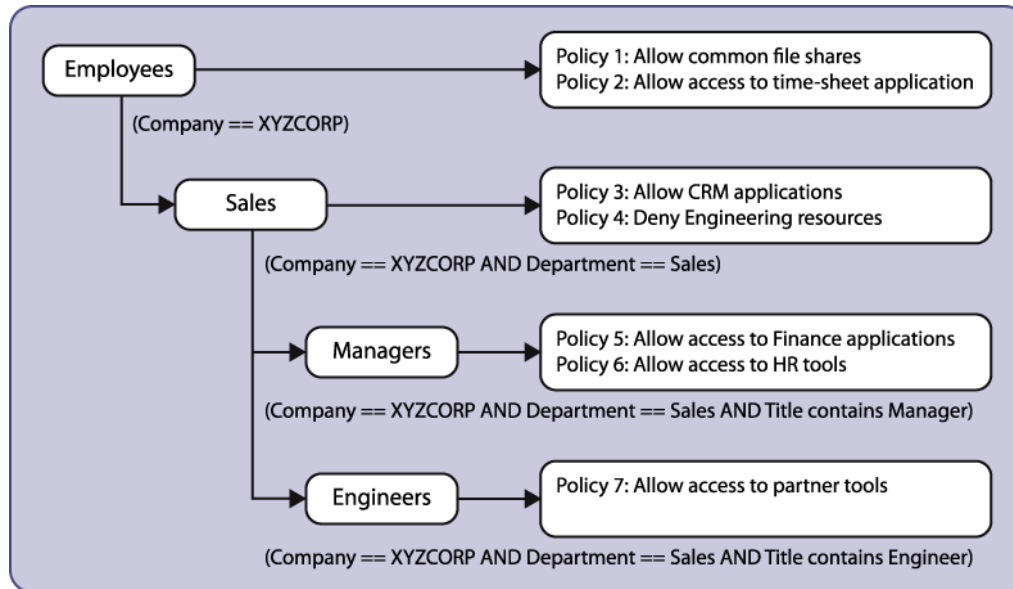 Employees
Policy 1: Allow common file shares
Policy 2: Allow access to time-sheet application
(Company == XYZCORP)
Sales
Policy 3: Allow CRM applications
Policy 4: Deny Engineering resources
(Company == XYZCORP AND Department == Sales)
Managers
Policy 5: Allow access to Finance applications
Policy 6: Allow access to HR tools
(Company == XYZCORP AND Department == Sales AND Title contains Manager)
Engineers
Policy 7: Allow access to partner tools
(Company == XYZCORP AND Department == Sales AND Title contains Engineer)